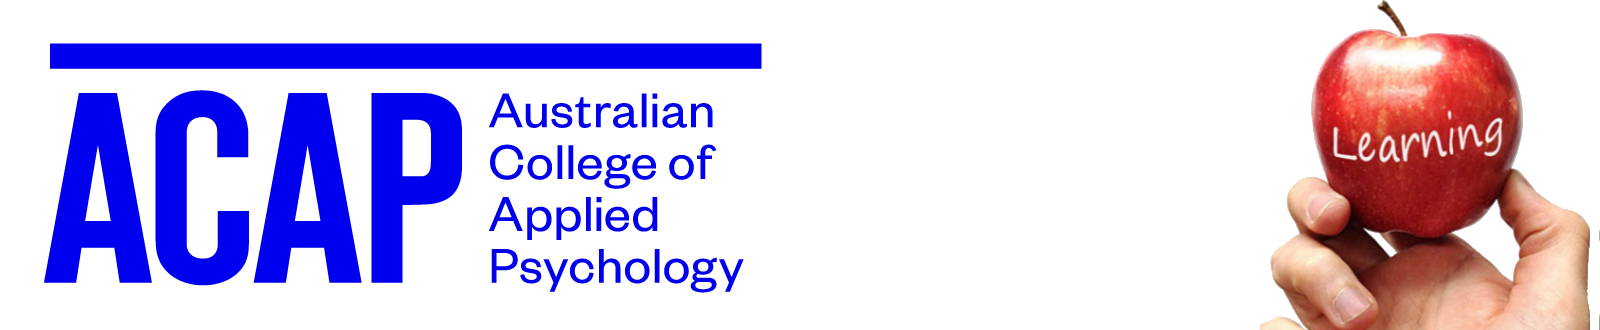 ACAP
Australian
College of
Applied
Psychology
Learning